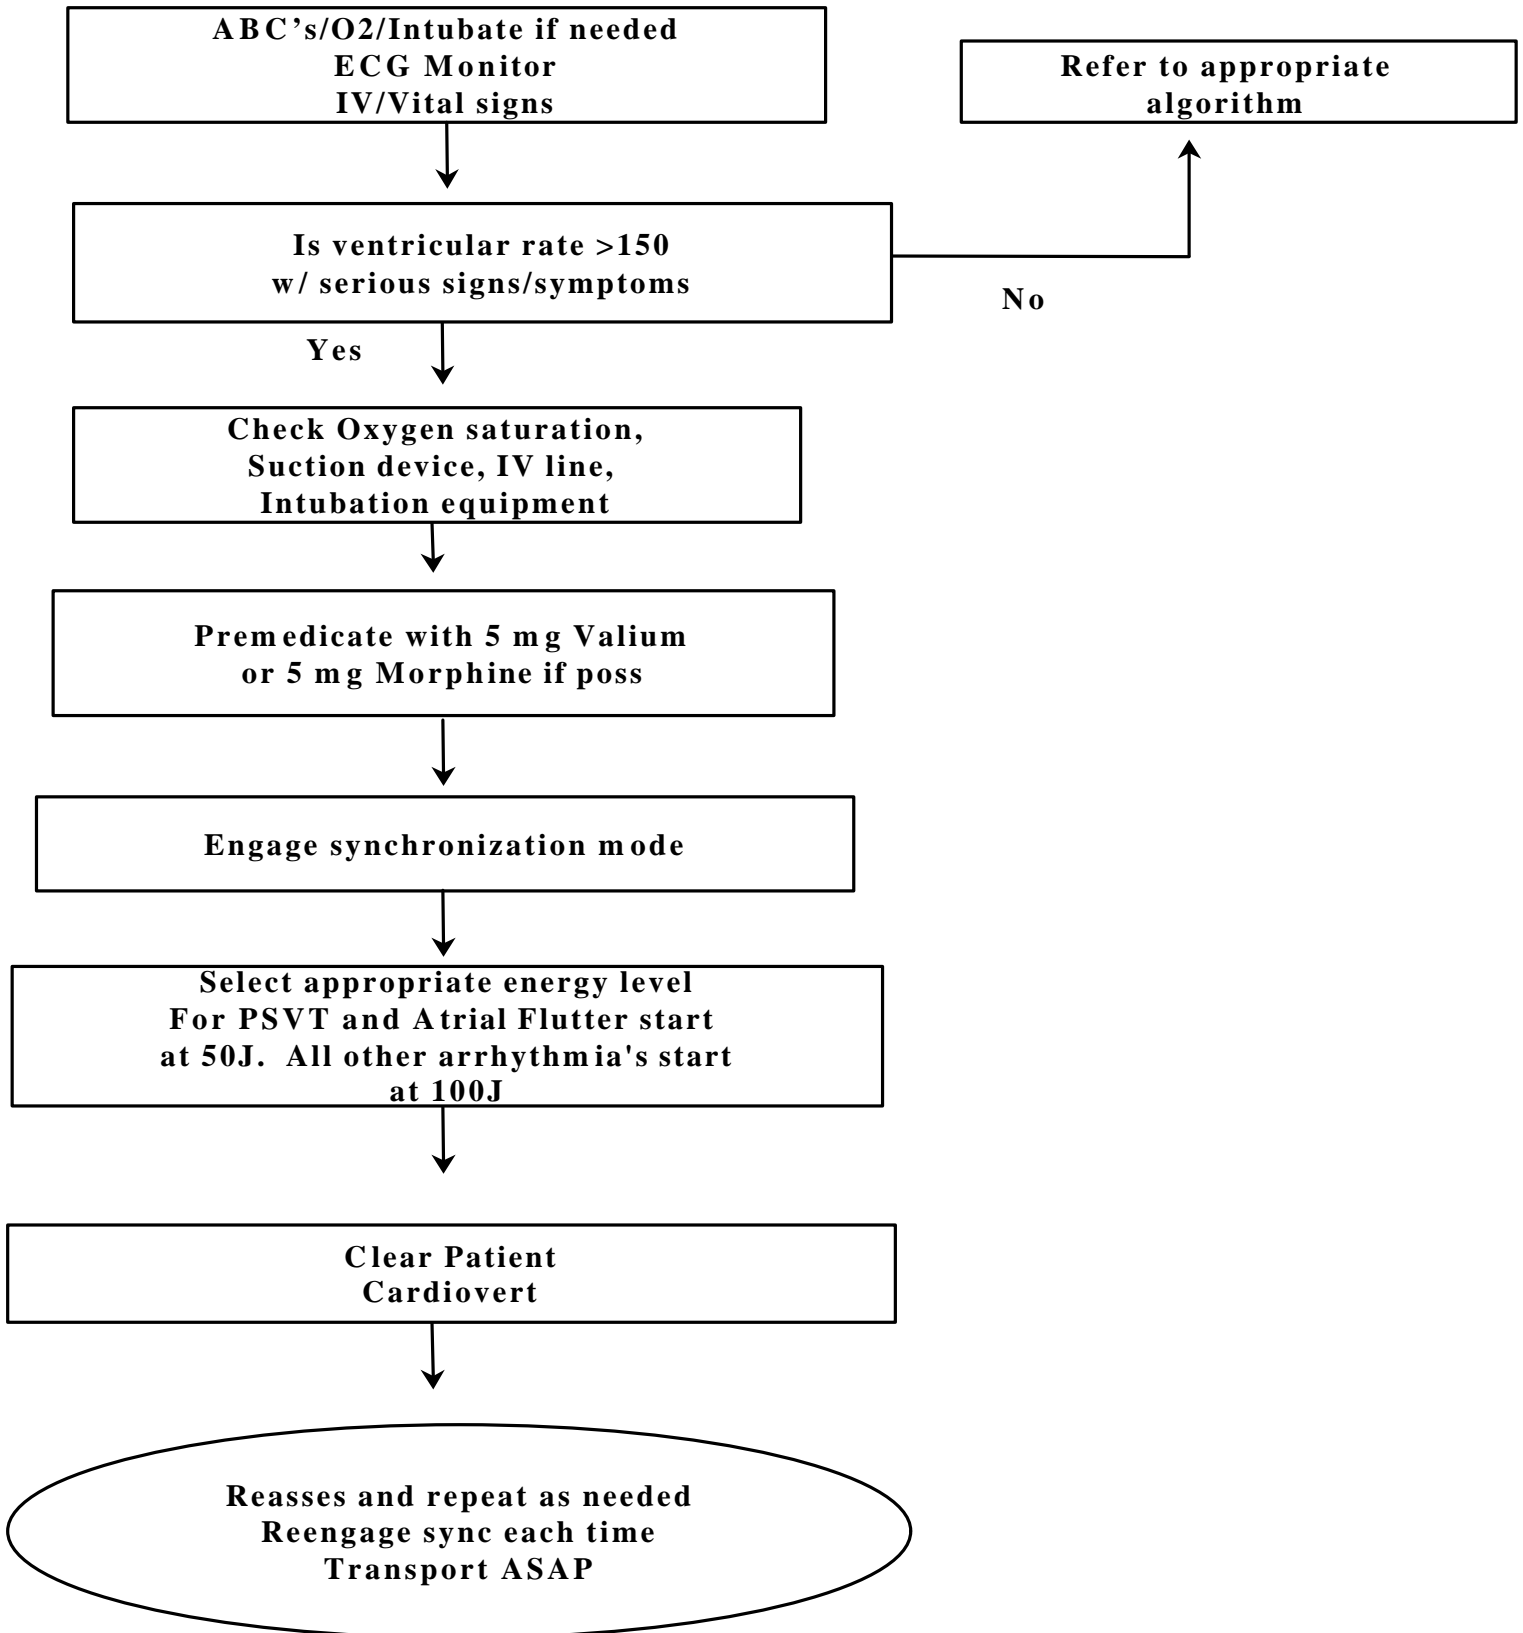 ABC's/O2/Intubate if needed
ECG Monitor
IV/Vital signs
Refer to appropriate
algorithm
Is ventricular rate >150
w/ serious signs/symptoms
No
Yes
Check Oxygen saturation,
Suction device, IV line,
Intubation equipment
Premedicate with 5 mg Valium
or 5 mg Morphine if poss
Engage synchronization mode
Select appropriate energy level
For PSVT and Atrial Flutter start
at 50J.  All other arrhythmia's start
at 100J
Clear Patient
Cardiovert
Reasses and repeat as needed
Reengage sync each time
Transport ASAP